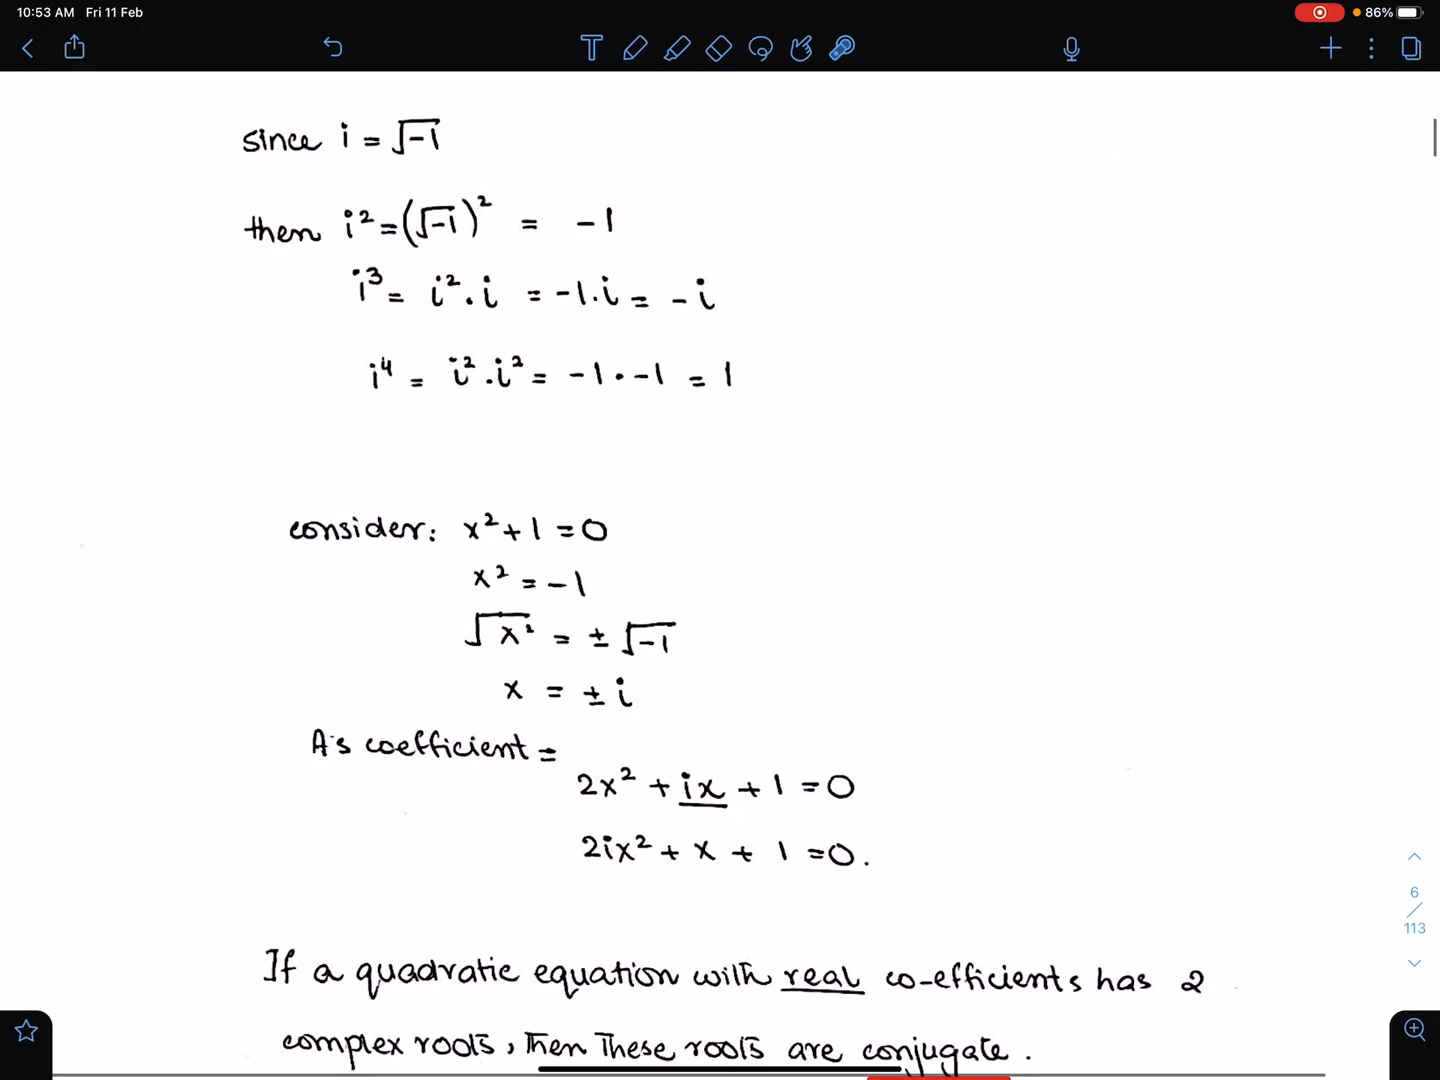 10:53 AM Fri 11 Feb
86%
since i = √-1
then i² = (√-1)² = -1
i³ = i² . i = -1 . i = -i
i⁴ = i² . i² = -1 . -1 = 1
consider: x² + 1 = 0
x² = -1
√x² = ± √-1
x = ± i
A's coefficient =
2x² + ix + 1 = 0
2ix² + x + 1 = 0.
6
/
113
If a quadratic equation with real co-efficients has 2
complex roots, Then These roots are conjugate.